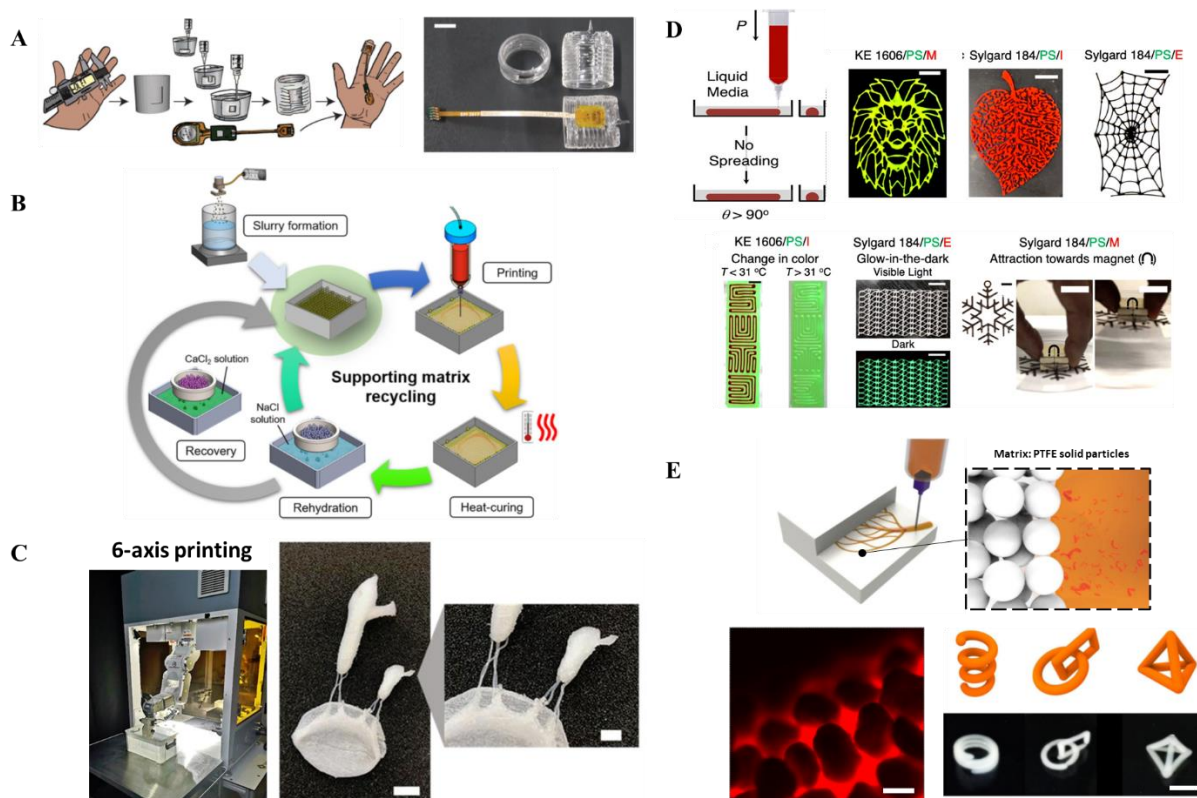 A
B
Slurry formation
Printing
CaCl₂ solution
Supporting matrix
recycling
NaCl
solution
Recovery
Rehydration
Heat-curing
C
6-axis printing
D
P
Liquid
Media
No
Spreading
θ > 90°
KE 1606/PS/M
: Sylgard 184/PS/I
Sylgard 184/PS/E
KE 1606/PS/I
Change in color
T < 31 °C
T > 31 °C
Sylgard 184/PS/E
Glow-in-the-dark
Visible Light
Dark
Sylgard 184/PS/M
Attraction towards magnet ()
E
Matrix: PTFE solid particles